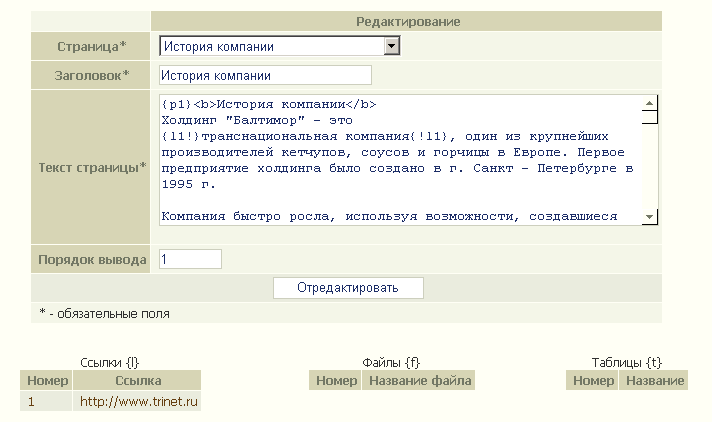 Редактирование
Страница* История компании
Заголовок* История компании
Текст страницы*
{p1}<b>История компании</b>
Холдинг "Балтимор" - это
{l1!}транснациональная компания{!l1}, один из крупнейших
производителей кетчупов, соусов и горчицы в Европе. Первое
предприятие холдинга было создано в г. Санкт - Петербурге в
1995 г.
Компания быстро росла, используя возможности, создавшиеся
Порядок вывода 1
Отредактировать
* - обязательные поля
Ссылки {l} Файлы {f} Таблицы {t}
Номер Ссылка Номер Название файла Номер Название
1 http://www.trinet.ru